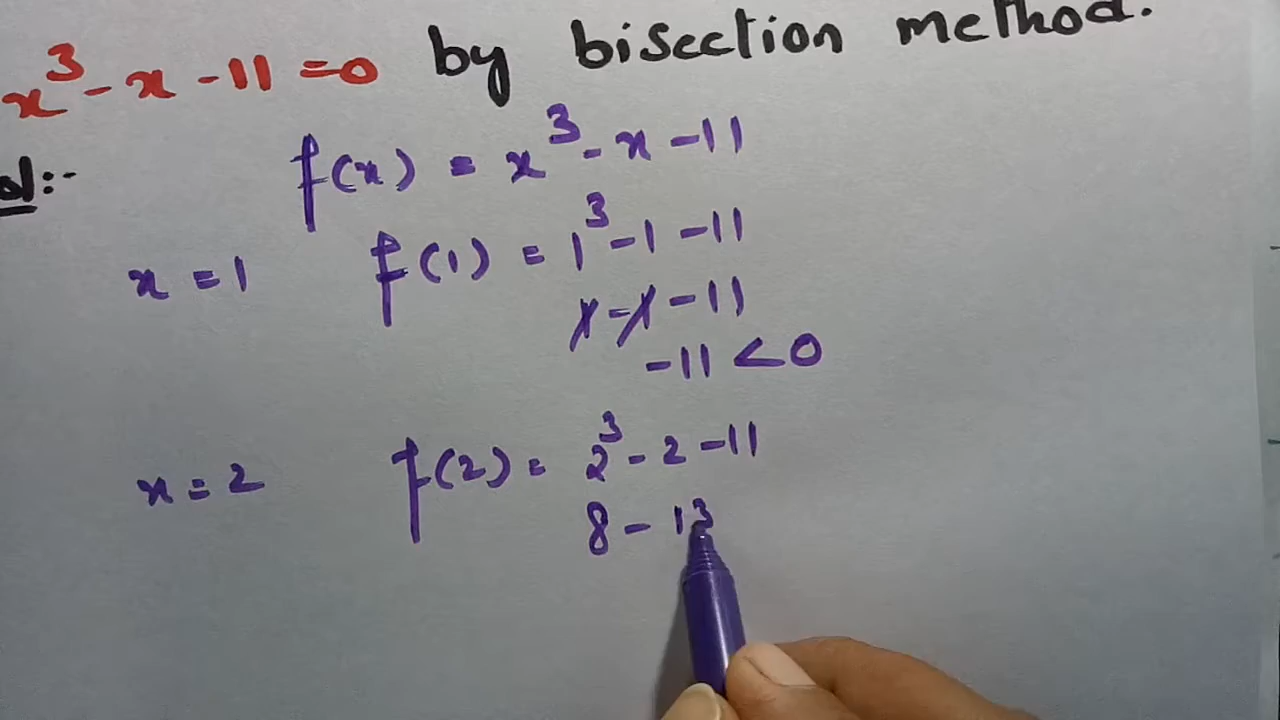 x³ - x - 11 = 0 by bisection method.
f(x) = x³ - x - 11
x = 1 f(1) = 1³ - 1 - 11
1 - 1 - 11
-11 < 0
x = 2 f(2) = 2³ - 2 - 11
8 - 13